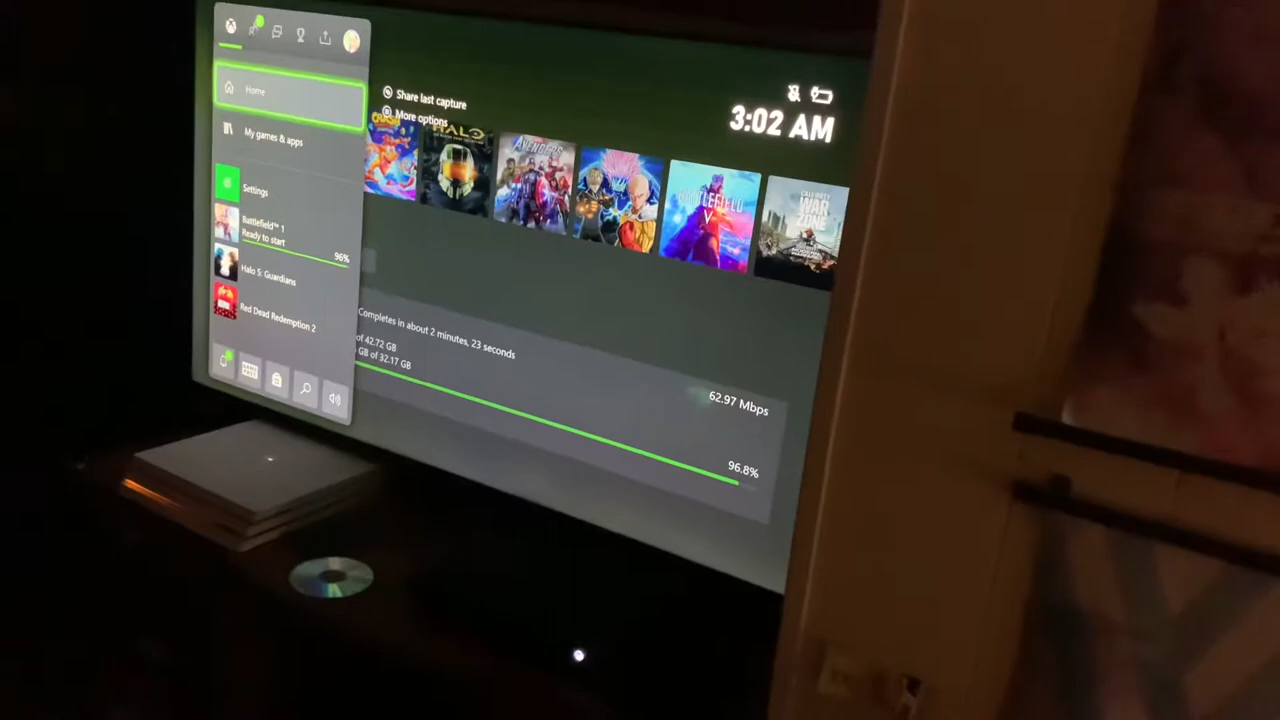 Home
My games & apps
Settings
Battlefield™ 1
Ready to start
96%
Halo 5: Guardians
Red Dead Redemption 2
Share last capture
More options
3:02 AM
CRASH
HALO
AVENGERS
BATTLEFIELD
V
CALL OF DUTY
WAR
ZONE
Completes in about 2 minutes, 23 seconds
of 42.72 GB
GB of 32.17 GB
62.97 Mbps
96.8%